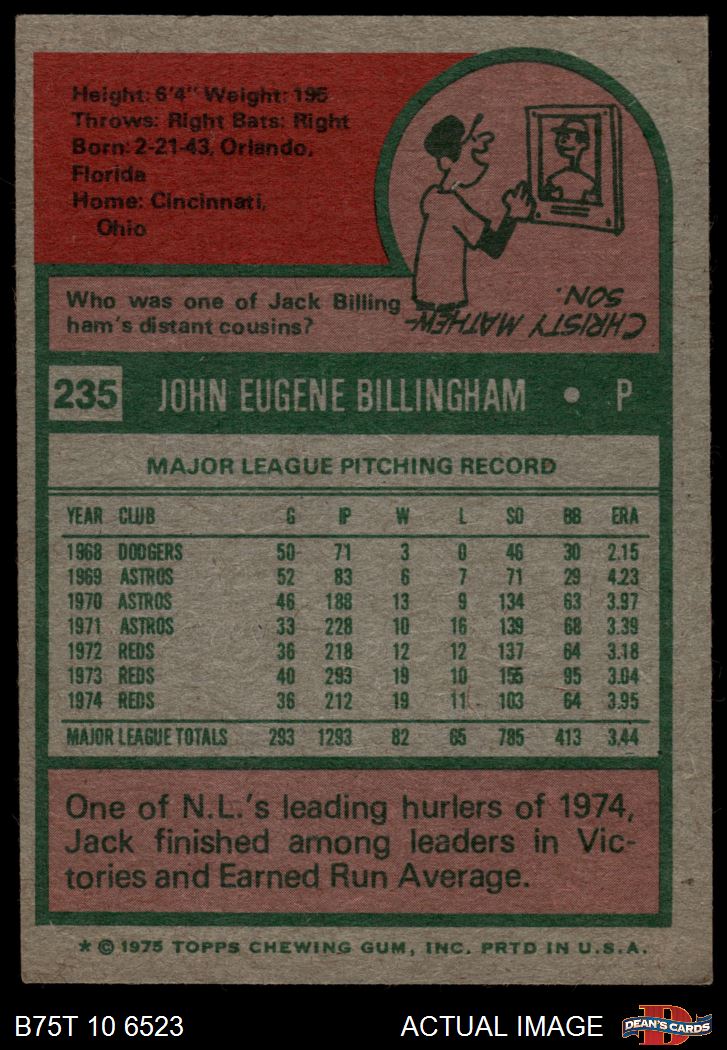 Height: 6'4" Weight: 195
Throws: Right Bats: Right
Born: 2-21-43, Orlando,
Florida
Home: Cincinnati,
Ohio
Who was one of Jack Billing
ham's distant cousins?
CHRISTY MATHEW-
SON.
235 JOHN EUGENE BILLINGHAM • P
MAJOR LEAGUE PITCHING RECORD
YEAR CLUB G IP W L SO BB ERA
1968 DODGERS 50 71 3 0 46 30 2.15
1969 ASTROS 52 83 6 7 71 29 4.23
1970 ASTROS 46 188 13 9 134 63 3.97
1971 ASTROS 33 228 10 16 139 68 3.39
1972 REDS 36 218 12 12 137 64 3.18
1973 REDS 40 293 19 10 155 95 3.04
1974 REDS 36 212 19 11 103 64 3.95
MAJOR LEAGUE TOTALS 293 1293 82 65 785 413 3.44
One of N.L.'s leading hurlers of 1974,
Jack finished among leaders in Vic-
tories and Earned Run Average.
* © 1975 TOPPS CHEWING GUM, INC. PRTD IN U.S.A.
B75T 10 6523 ACTUAL IMAGE D DEAN'S CARDS